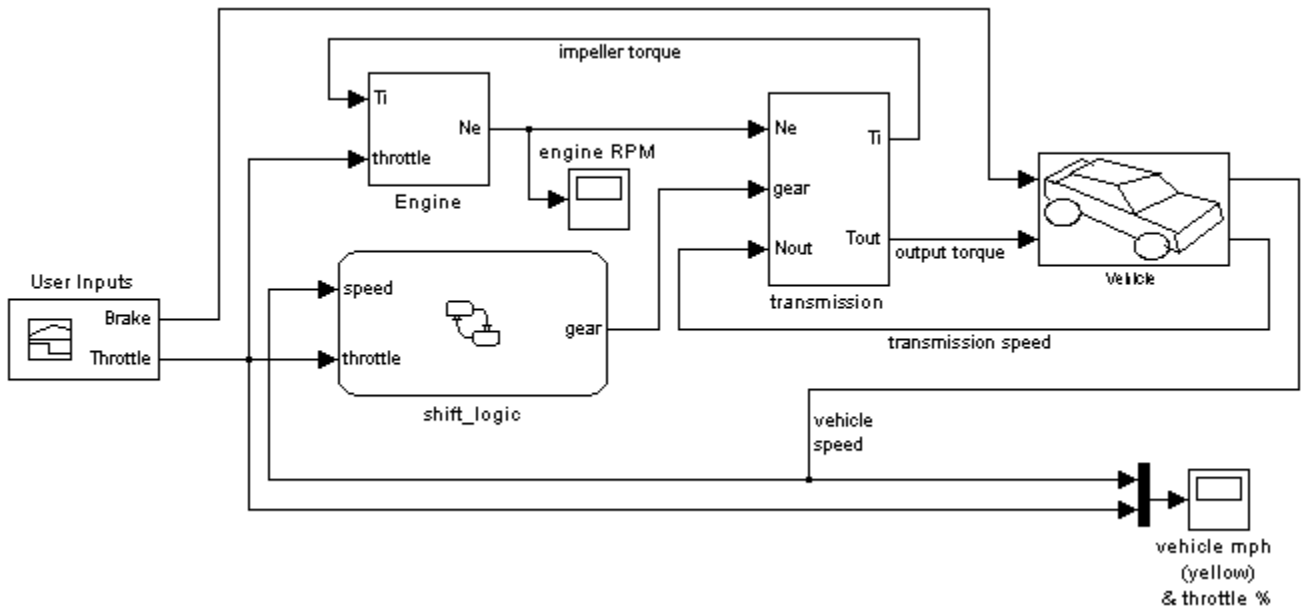 impeller torque
Ti
Ne
throttle
Engine
engine RPM
Ne
Ti
gear
Nout
Tout
transmission
output torque
Vehicle
transmission speed
User Inputs
Brake
Throttle
speed
gear
throttle
shift_logic
vehicle
speed
vehicle mph
(yellow)
& throttle %